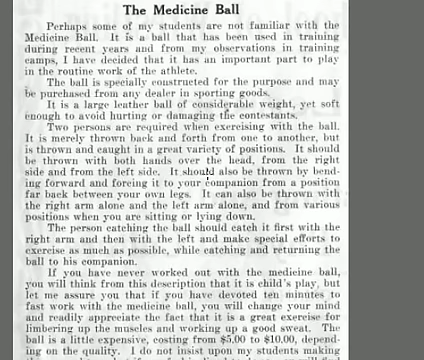 The Medicine Ball
Perhaps some of my students are not familiar with the
Medicine Ball. It is a ball that has been used in training
during recent years and from my observations in training
camps, I have decided that it has an important part to play
in the routine work of the athlete.
The ball is specially constructed for the purpose and may
be purchased from any dealer in sporting goods.
It is a large leather ball of considerable weight, yet soft
enough to avoid hurting or damaging the contestants.
Two persons are required when exercising with the ball.
It is merely thrown back and forth from one to another, but
is thrown and caught in a great variety of positions. It should
be thrown with both hands over the head, from the right
side and from the left side. It should also be thrown by bend-
ing forward and forcing it to your companion from a position
far back between your own legs. It can also be thrown with
the right arm alone and the left arm alone, and from various
positions when you are sitting or lying down.
The person catching the ball should catch it first with the
right arm and then with the left and make special efforts to
exercise as much as possible, while catching and returning the
ball to his companion.
If you have never worked out with the medicine ball,
you will think from this description that it is child's play, but
let me assure you that if you have devoted ten minutes to
fast work with the medicine ball, you will change your mind
and readily appreciate the fact that it is a great exercise for
limbering up the muscles and working up a good sweat. The
ball is a little expensive, costing from $5.00 to $10.00, depend-
ing on the quality. I do not insist upon my students making